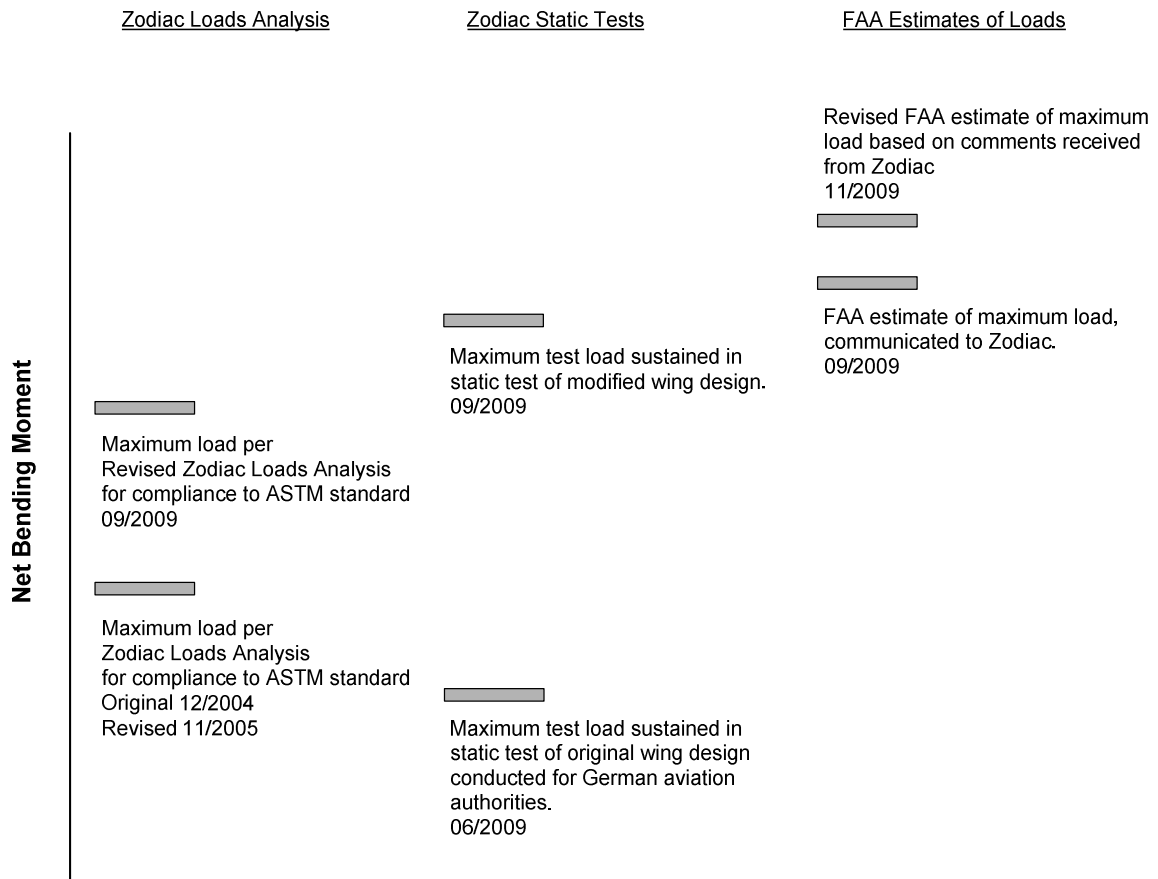 Zodiac Loads Analysis
Zodiac Static Tests
FAA Estimates of Loads
Net Bending Moment
Maximum load per
Revised Zodiac Loads Analysis
for compliance to ASTM standard
09/2009
Maximum load per
Zodiac Loads Analysis
for compliance to ASTM standard
Original 12/2004
Revised 11/2005
Maximum test load sustained in
static test of modified wing design.
09/2009
Maximum test load sustained in
static test of original wing design
conducted for German aviation
authorities.
06/2009
Revised FAA estimate of maximum
load based on comments received
from Zodiac
11/2009
FAA estimate of maximum load,
communicated to Zodiac.
09/2009